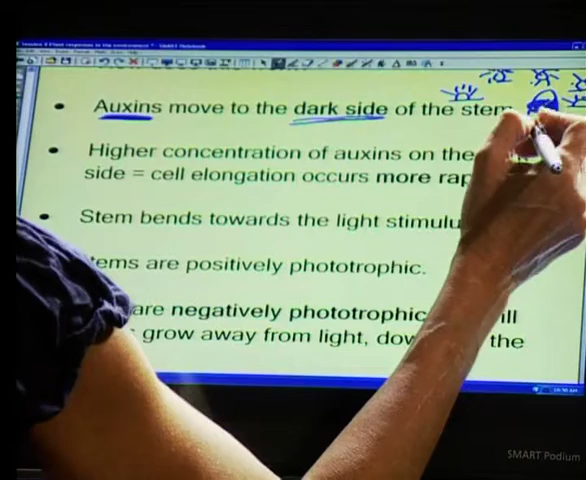 Auxins move to the dark side of the stem
Higher concentration of auxins on the
side = cell elongation occurs more rap
Stem bends towards the light stimulu
tems are positively phototrophic.
are negatively phototrophic ill
grow away from light, dow the
SMART Podium